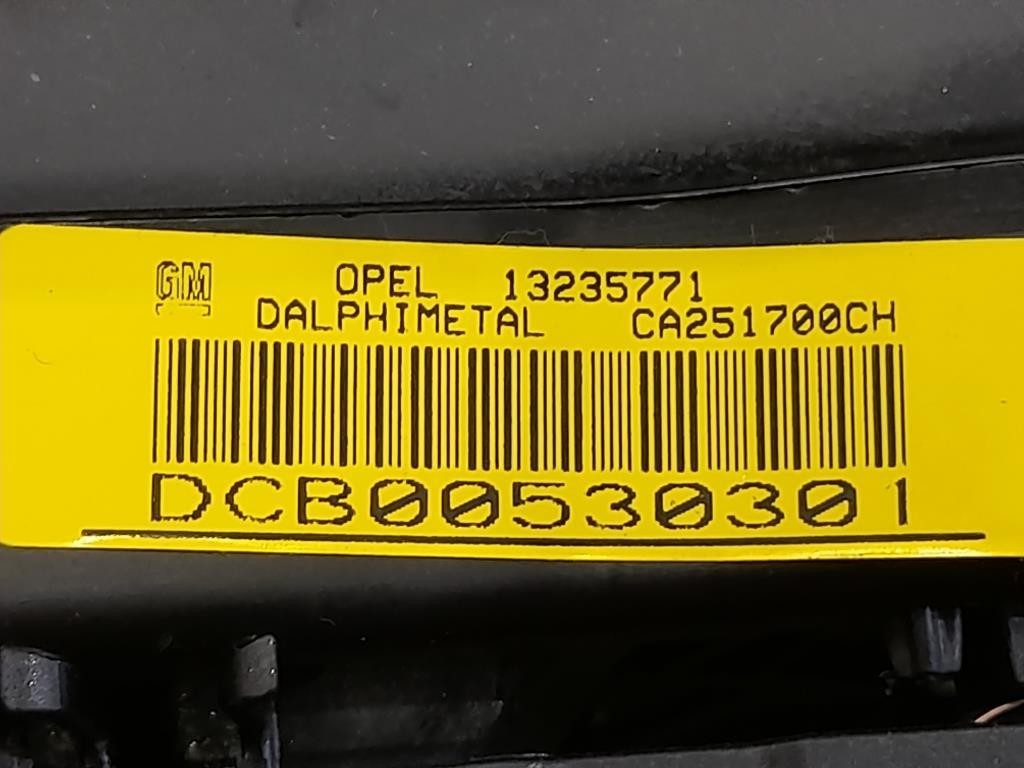 GM OPEL 13235771
DALPHIMETAL CA251700CH
DCB00530301